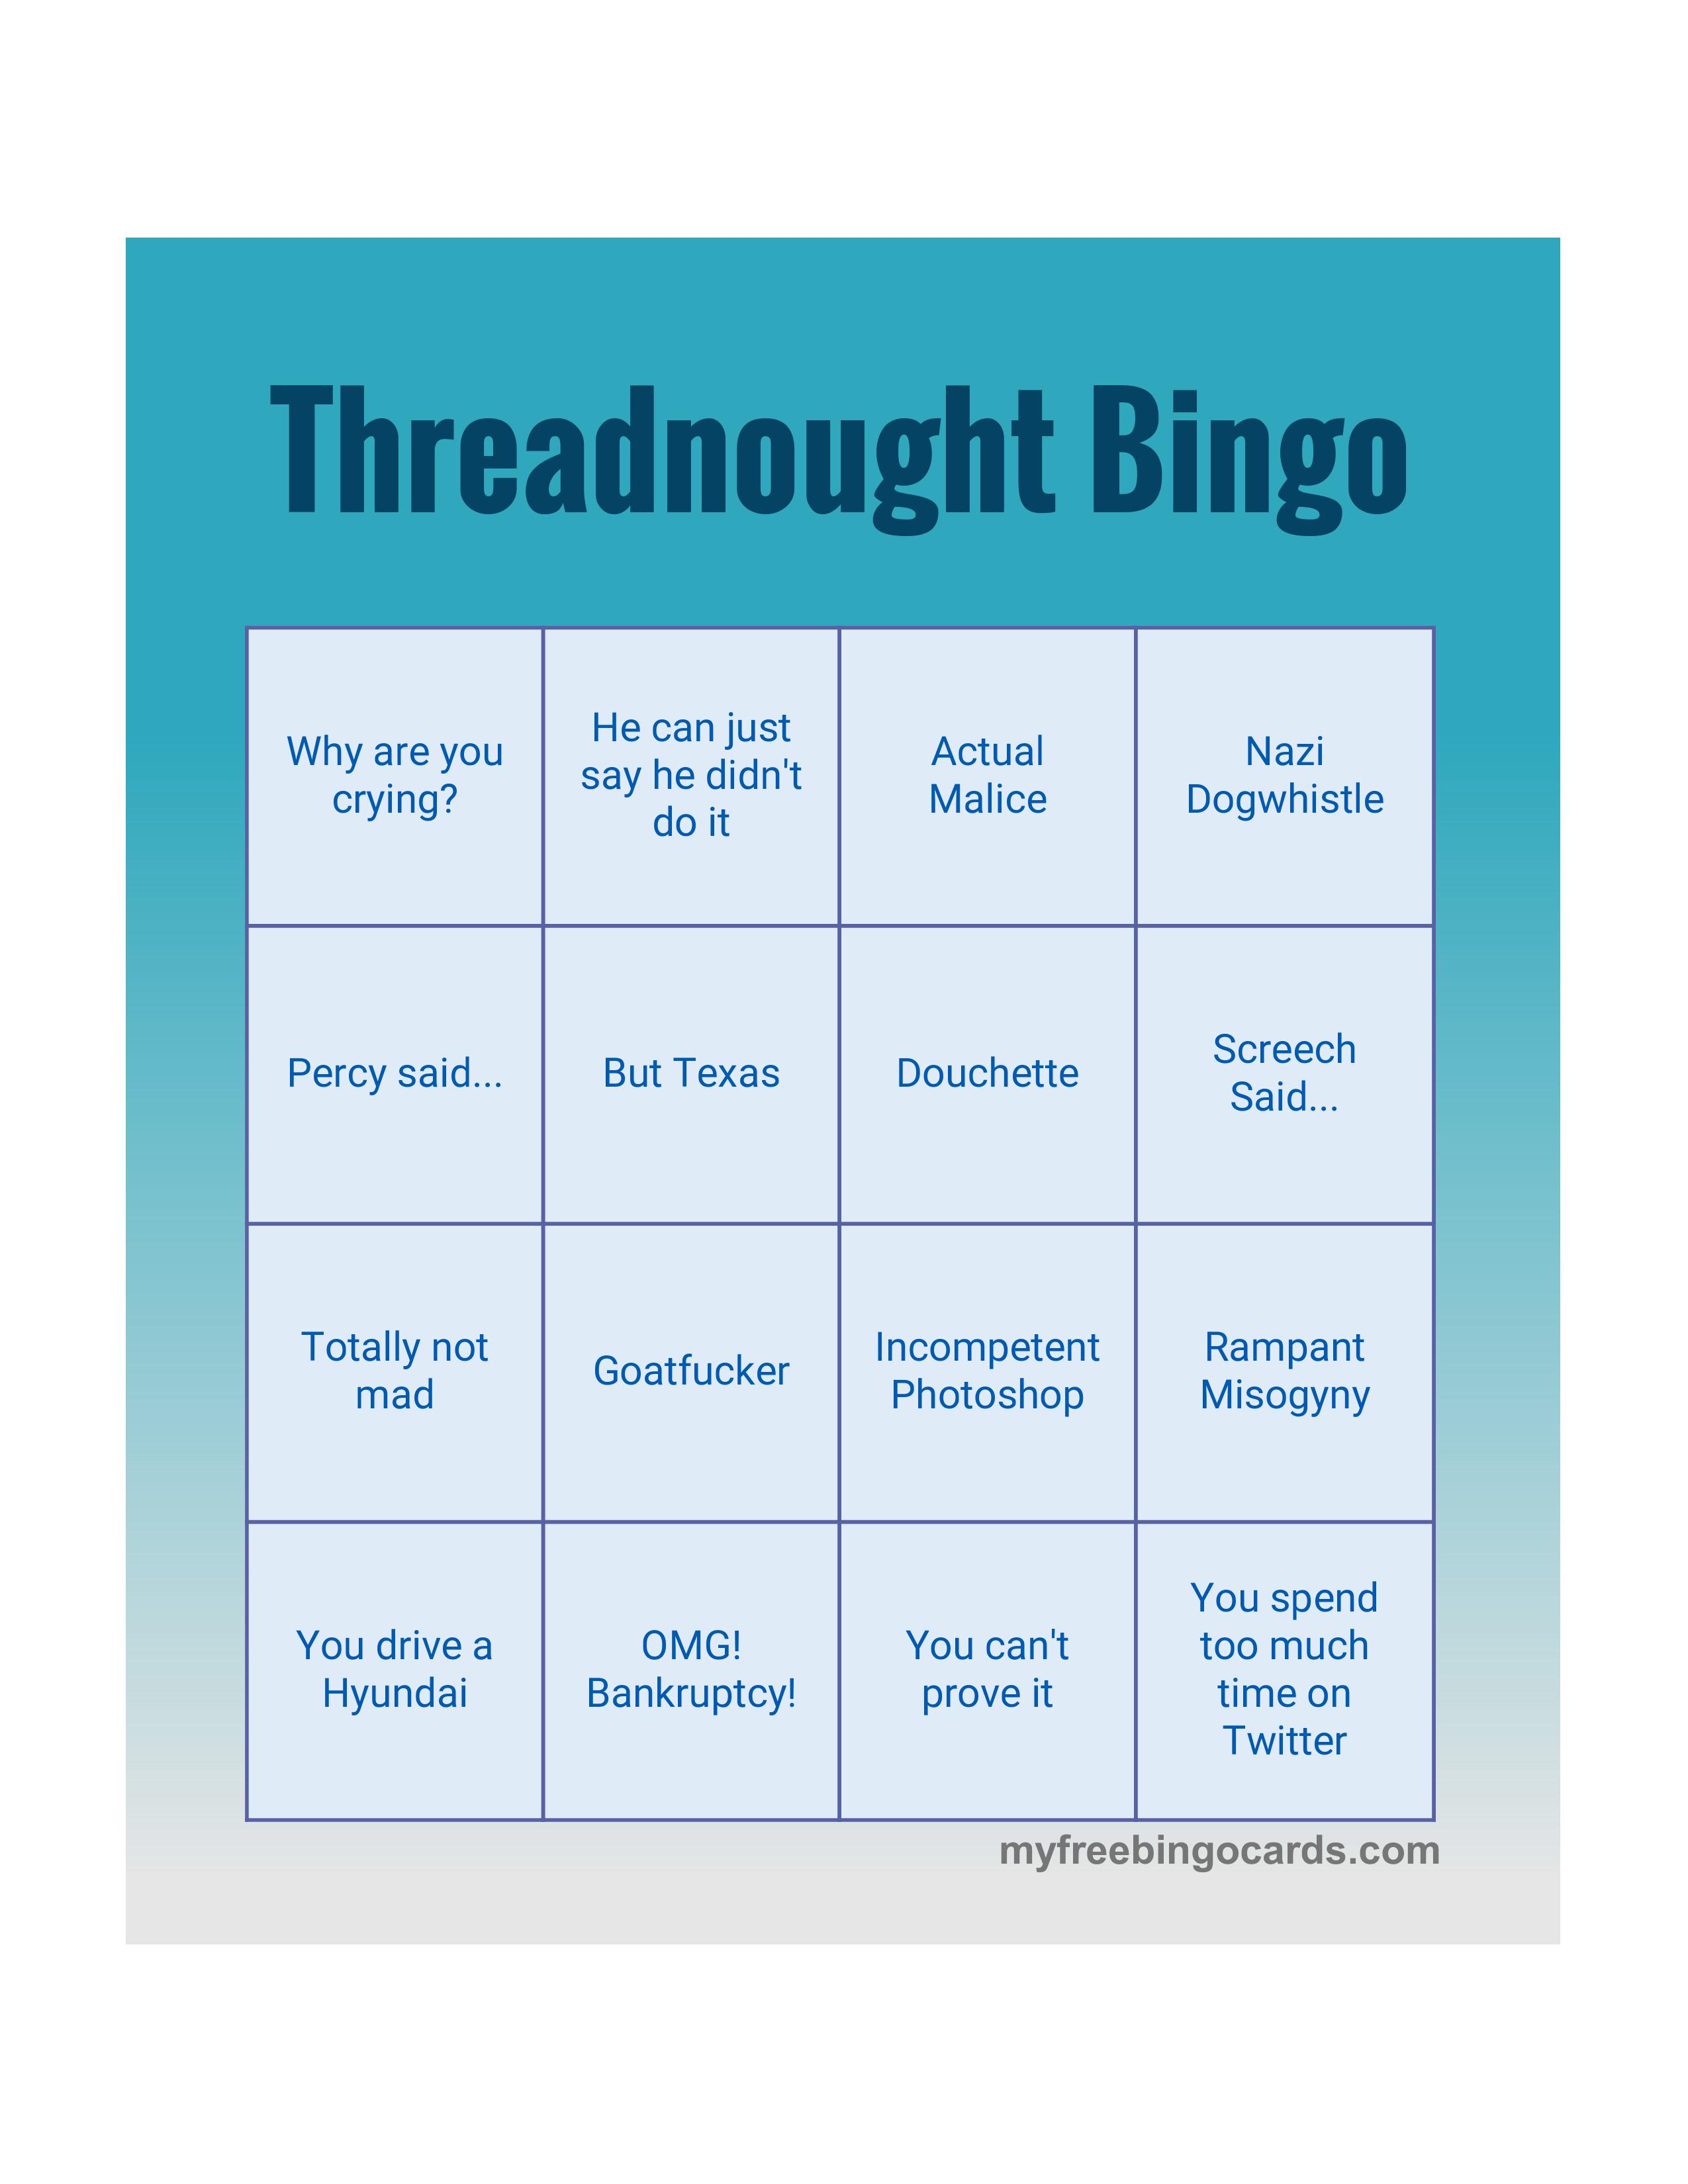 Threadnought Bingo
Why are you
crying?
He can just
say he didn't
do it
Actual
Malice
Nazi
Dogwhistle
Percy said...
But Texas
Douchette
Screech
Said...
Totally not
mad
Goatfucker
Incompetent
Photoshop
Rampant
Misogyny
You drive a
Hyundai
OMG!
Bankruptcy!
You can't
prove it
You spend
too much
time on
Twitter
myfreebingocards.com